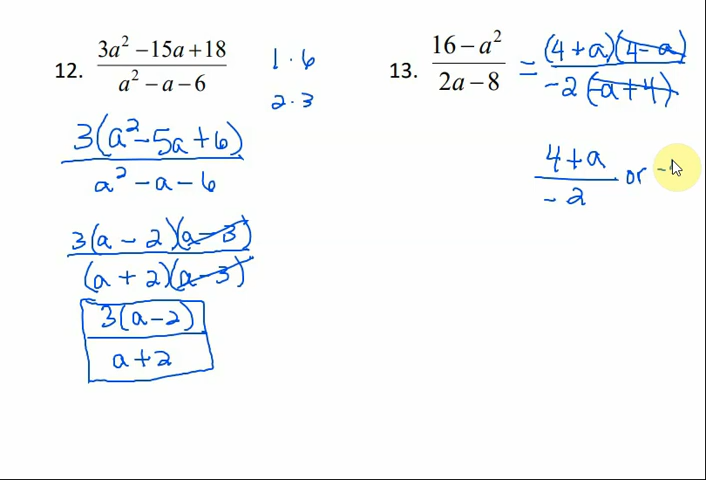 12. (3a² − 15a + 18)/(a² − a − 6)
1 · 6
2 · 3
3(a² − 5a + 6)/(a² − a − 6)
3(a − 2)(a − 3)/(a + 2)(a − 3)
3(a − 2)/(a + 2)
13. (16 − a²)/(2a − 8) = (4 + a)(4 − a)/−2(−a + 4)
(4 + a)/−2 or −